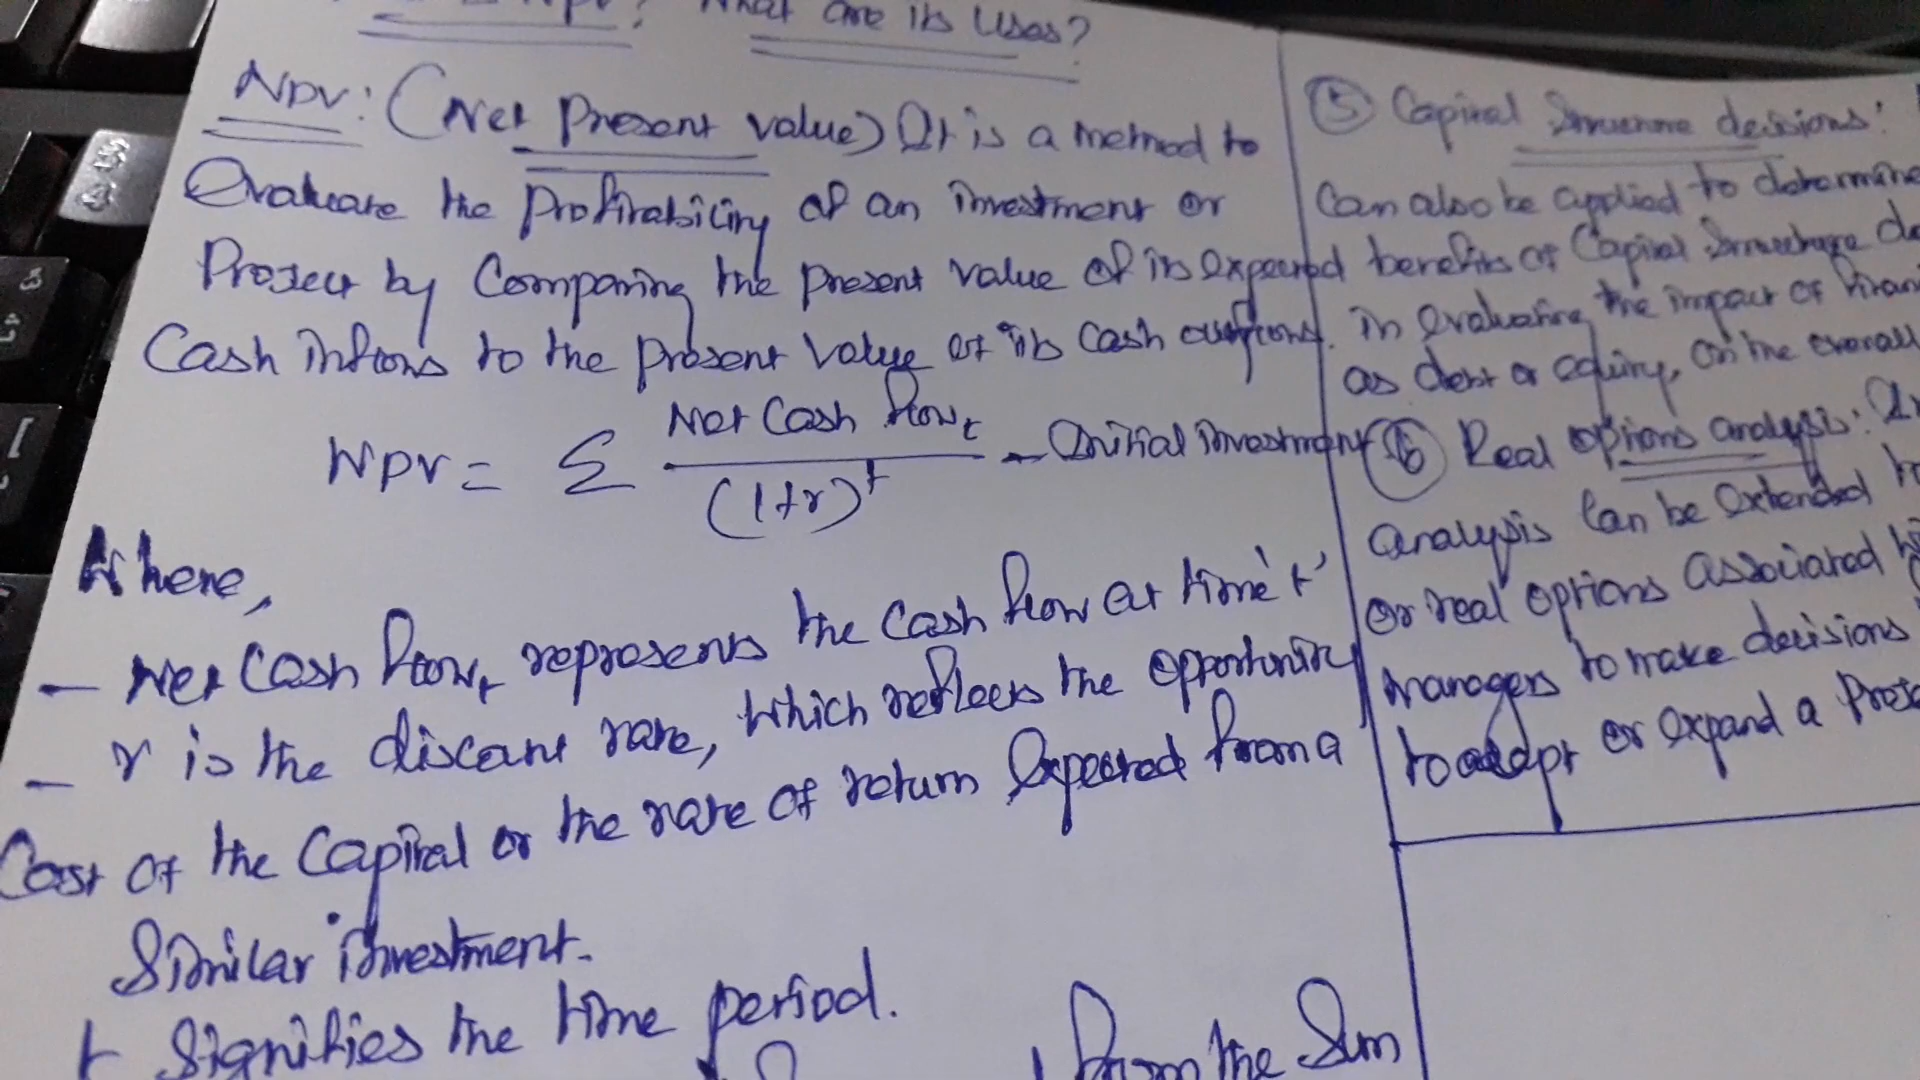 What are its Uses?
NPV: (Net Present value) It is a method to
Evaluate the Profitability of an investment or
Project by Comparing the present value of its expected
Cash inflows to the present value of its cash outflows.
NPV = Σ Net Cash flow_t / (1+r)^t - Initial investment
Where,
- Net Cash flow_t represents the cash flow at time 't'
- r is the discount rate, which reflects the opportunity
Cost of the Capital or the rate of return expected from a
Similar investment.
t signifies the time period.
from the Sum
⑤ Capital Structure decisions:
Can also be applied to determine
benefits of Capital Structure
in evaluating the impact of
as debt or equity, on the overall
⑥ Real options analysis:
analysis can be extended
or real options associated
managers to make decisions
to adapt or expand a